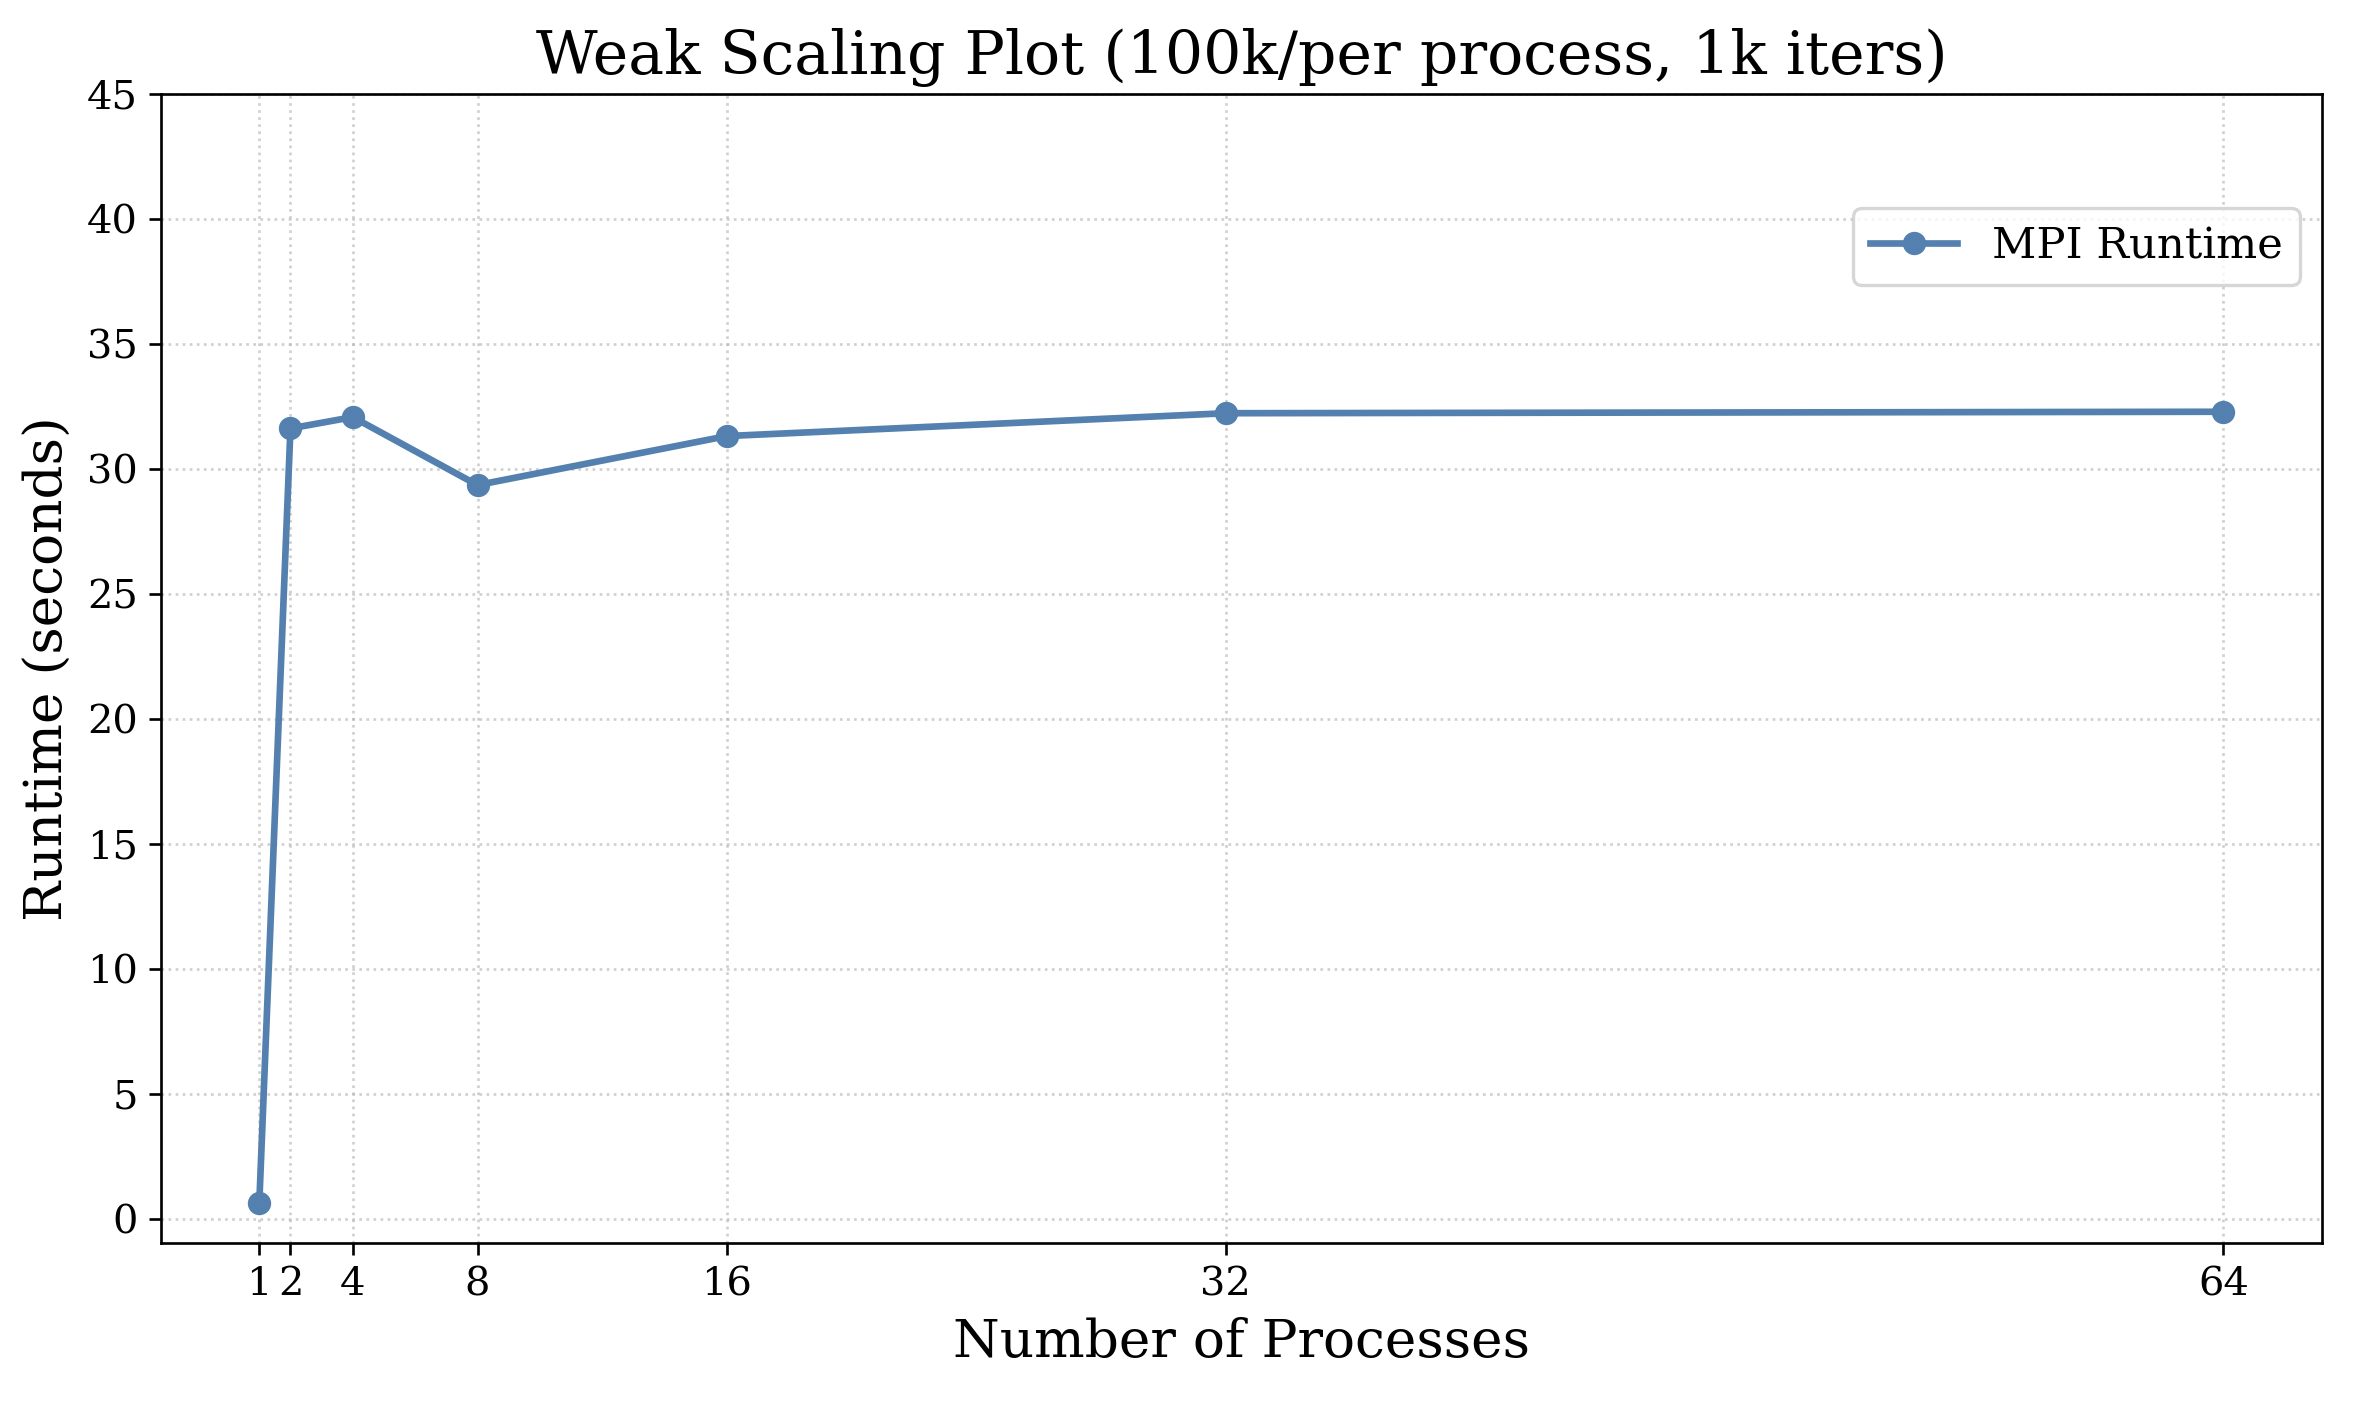 Weak Scaling Plot (100k/per process, 1k iters)
45
40
35
30
25
20
15
10
5
0
Runtime (seconds)
MPI Runtime
1 2 4 8 16 32 64
Number of Processes